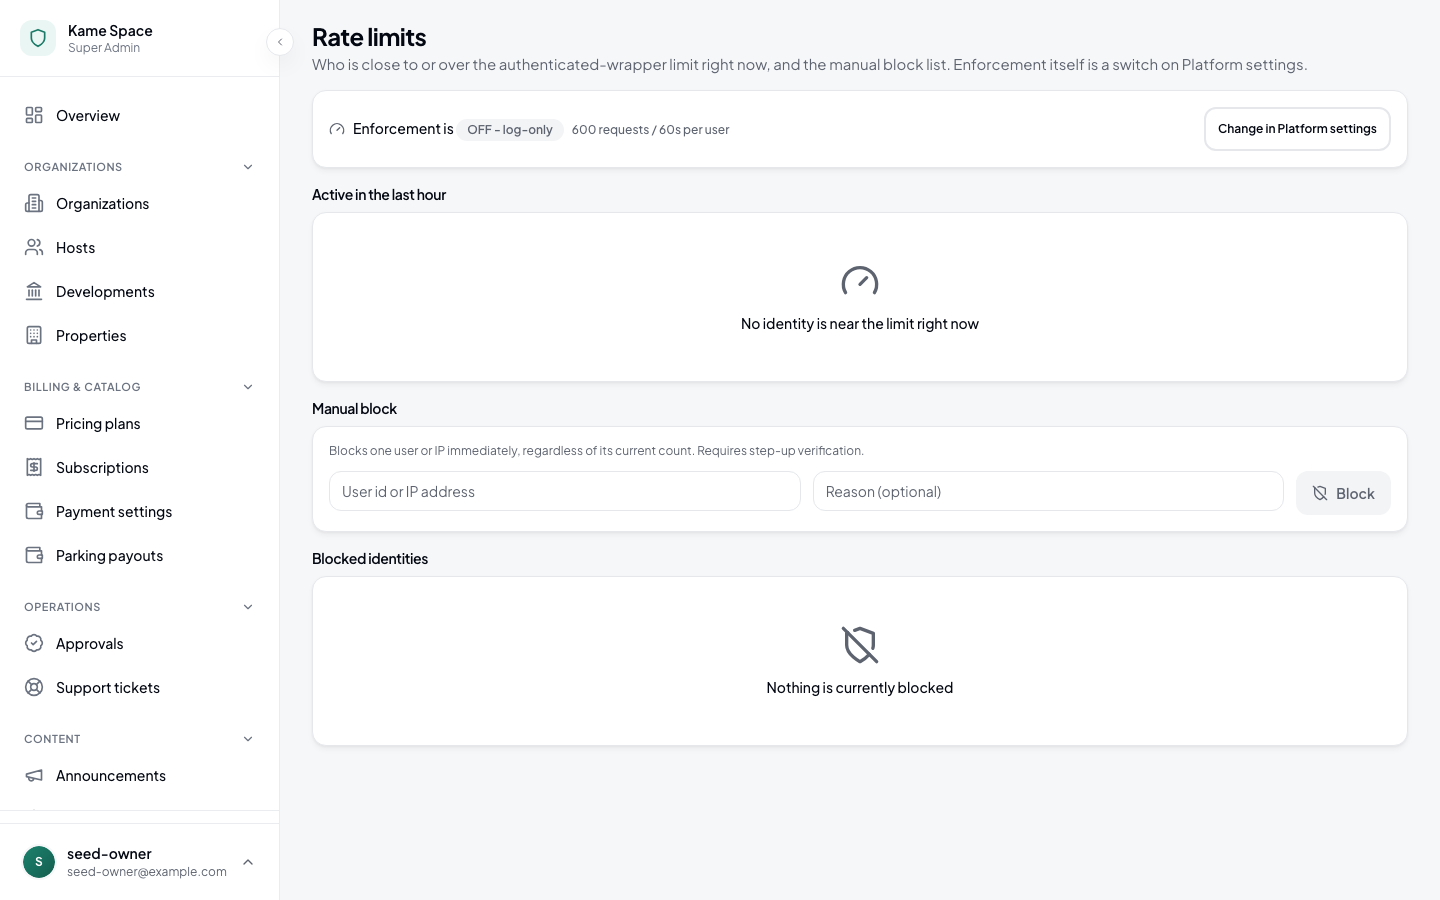 Kame Space
Super Admin
Overview
ORGANIZATIONS
Organizations
Hosts
Developments
Properties
BILLING & CATALOG
Pricing plans
Subscriptions
Payment settings
Parking payouts
OPERATIONS
Approvals
Support tickets
CONTENT
Announcements
S
seed-owner
seed-owner@example.com
Rate limits
Who is close to or over the authenticated-wrapper limit right now, and the manual block list. Enforcement itself is a switch on Platform settings.
Enforcement is OFF - log-only 600 requests / 60s per user
Change in Platform settings
Active in the last hour
No identity is near the limit right now
Manual block
Blocks one user or IP immediately, regardless of its current count. Requires step-up verification.
User id or IP address
Reason (optional)
Block
Blocked identities
Nothing is currently blocked